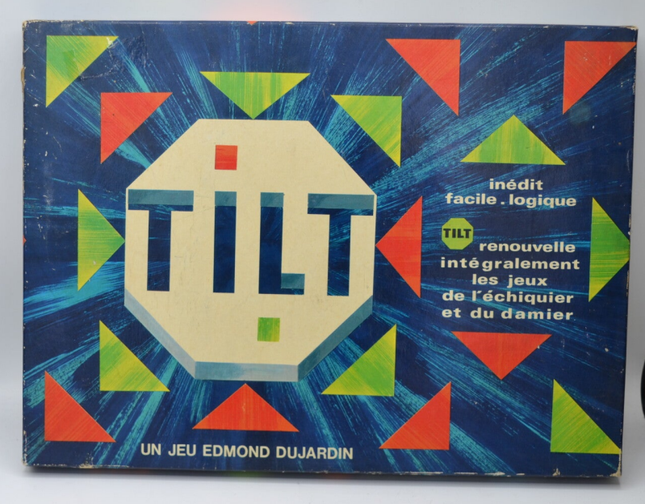 TiLT
inédit
facile.logique
TILT renouvelle
intégralement
les jeux
de l'échiquier
et du damier
UN JEU EDMOND DUJARDIN